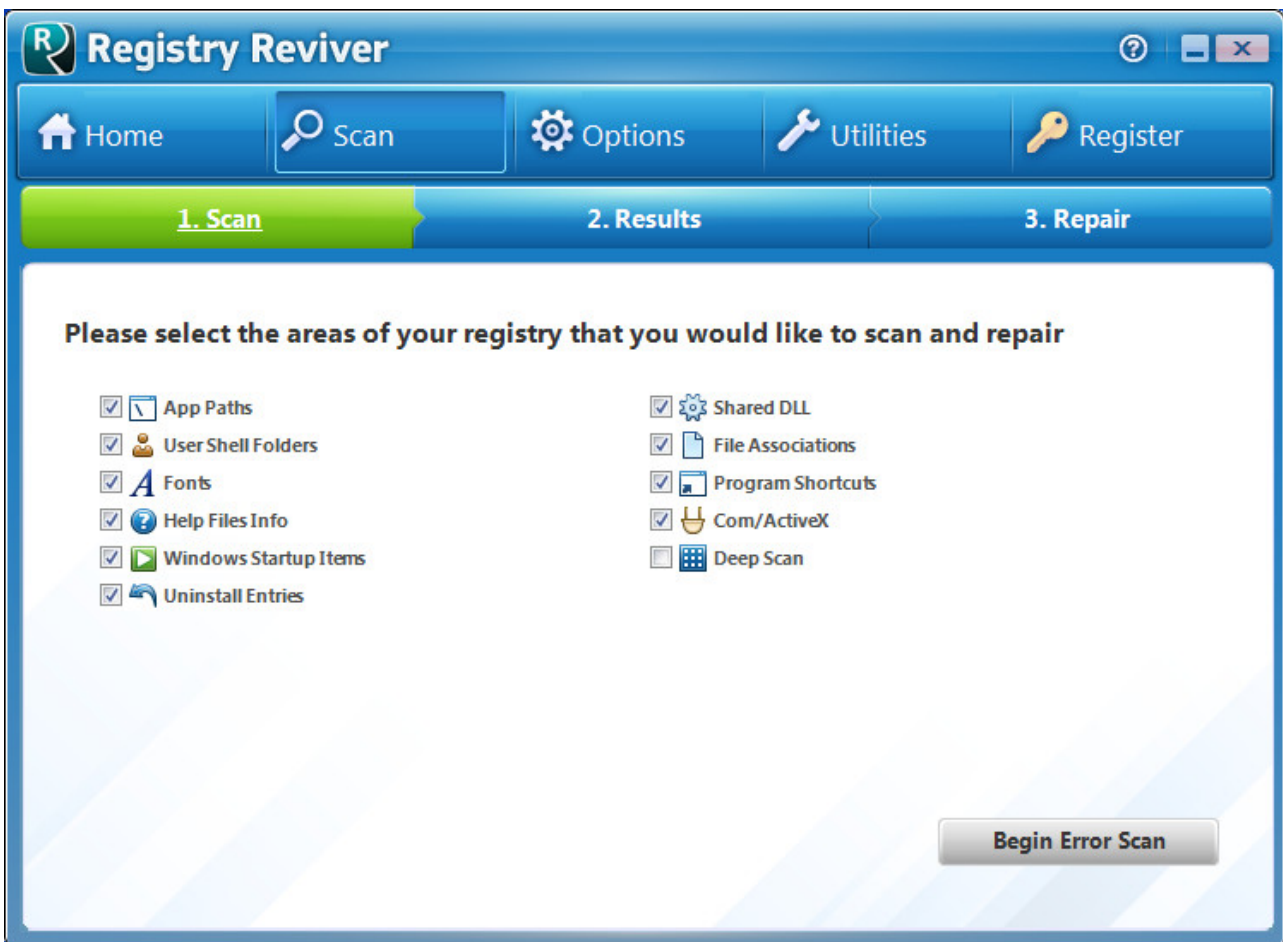 Registry Reviver
Home Scan Options Utilities Register
1. Scan 2. Results 3. Repair
Please select the areas of your registry that you would like to scan and repair
App Paths
User Shell Folders
Fonts
Help Files Info
Windows Startup Items
Uninstall Entries
Shared DLL
File Associations
Program Shortcuts
Com/ActiveX
Deep Scan
Begin Error Scan